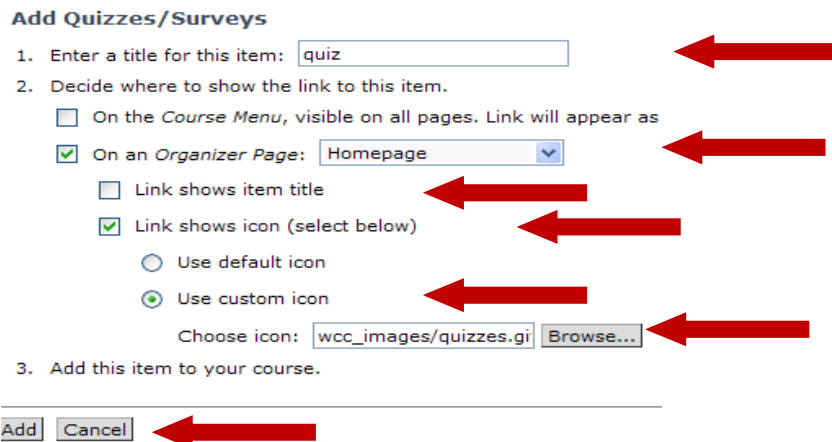 Add Quizzes/Surveys
1. Enter a title for this item: quiz
2. Decide where to show the link to this item.
On the Course Menu, visible on all pages. Link will appear as
On an Organizer Page: Homepage
Link shows item title
Link shows icon (select below)
Use default icon
Use custom icon
Choose icon: wcc_images/quizzes.gi Browse...
3. Add this item to your course.
Add Cancel